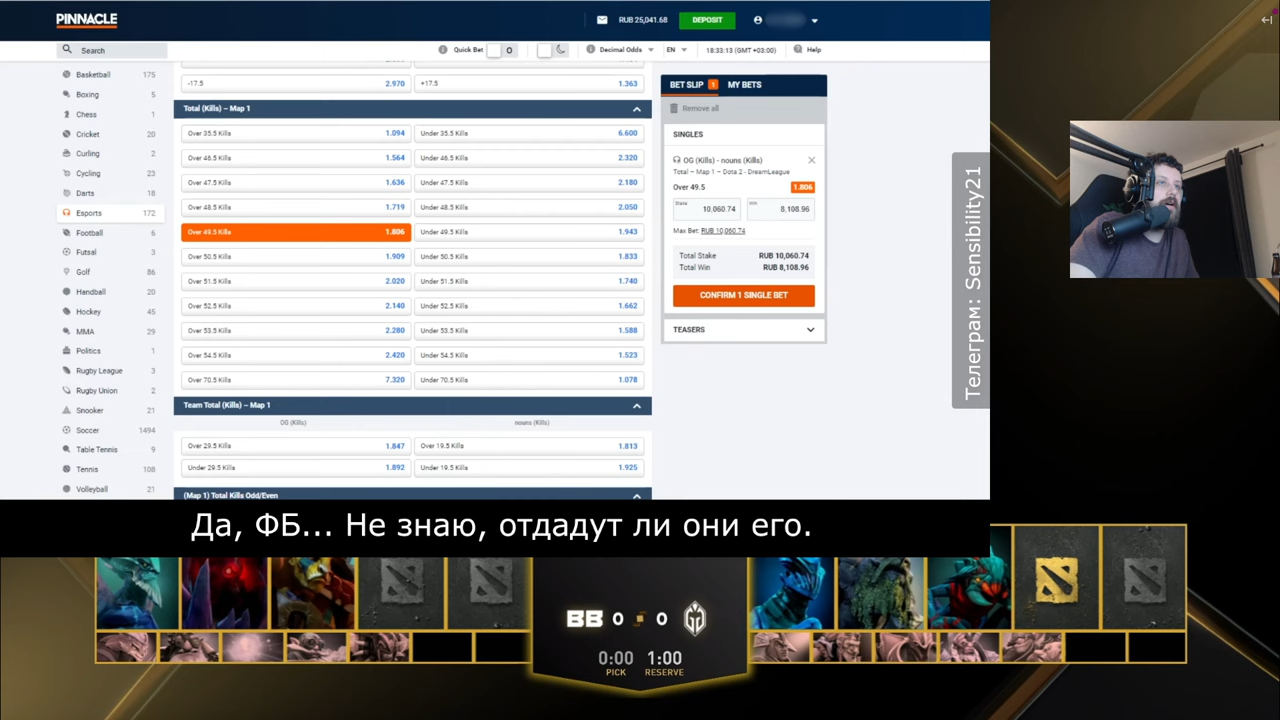 PINNACLE
RUB 25,041.68
DEPOSIT
Search
Quick Bet
Decimal Odds
EN
18:33:13 (GMT +03:00)
Help
Basketball 175
Boxing 5
Chess 1
Cricket 20
Curling 2
Cycling 23
Darts 18
Esports 172
Football 6
Futsal 3
Golf 86
Handball 20
Hockey 45
MMA 29
Politics 1
Rugby League 3
Rugby Union 2
Snooker 21
Soccer 1494
Table Tennis 9
Tennis 108
Volleyball 21
-17.5 2.970 +17.5 1.363
Total (Kills) – Map 1
Over 35.5 Kills 1.094 Under 35.5 Kills 6.600
Over 46.5 Kills 1.564 Under 46.5 Kills 2.320
Over 47.5 Kills 1.636 Under 47.5 Kills 2.180
Over 48.5 Kills 1.719 Under 48.5 Kills 2.050
Over 49.5 Kills 1.806 Under 49.5 Kills 1.943
Over 50.5 Kills 1.909 Under 50.5 Kills 1.833
Over 51.5 Kills 2.020 Under 51.5 Kills 1.740
Over 52.5 Kills 2.140 Under 52.5 Kills 1.662
Over 53.5 Kills 2.280 Under 53.5 Kills 1.588
Over 54.5 Kills 2.420 Under 54.5 Kills 1.523
Over 70.5 Kills 7.320 Under 70.5 Kills 1.078
Team Total (Kills) – Map 1
OG (Kills) nouns (Kills)
Over 29.5 Kills 1.847 Over 19.5 Kills 1.813
Under 29.5 Kills 1.892 Under 19.5 Kills 1.925
(Map 1) Total Kills Odd/Even
BET SLIP 1 MY BETS
Remove all
SINGLES
OG (Kills) - nouns (Kills)
Total – Map 1 – Dota 2 - DreamLeague
Over 49.5 1.806
Stake 10,060.74 Win 8,108.96
Max Bet: RUB 10,060.74
Total Stake RUB 10,060.74
Total Win RUB 8,108.96
CONFIRM 1 SINGLE BET
TEASERS
Телеграм: Sensibility21
Да, ФБ... Не знаю, отдадут ли они его.
BB 0 0
0:00 1:00
PICK RESERVE